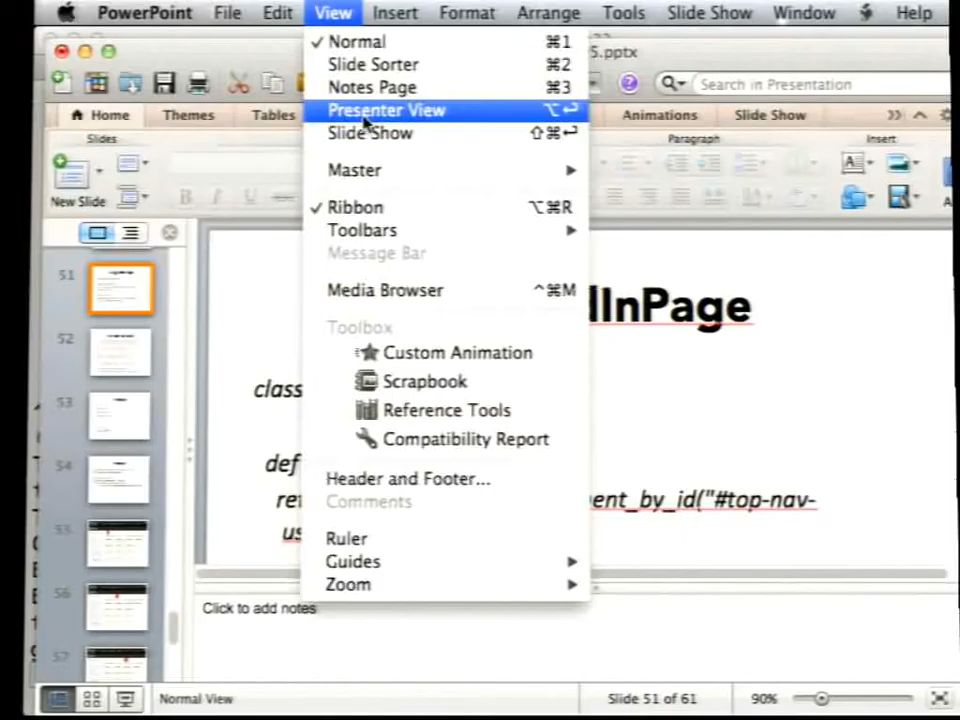 PowerPoint File Edit View Insert Format Arrange Tools Slide Show Window Help
5.pptx
Search in Presentation
Home Themes Tables Animations Slide Show
Slides Paragraph Insert
New Slide
✓ Normal ⌘1
Slide Sorter ⌘2
Notes Page ⌘3
Presenter View ⌥↩
Slide Show ⇧⌘↩
Master
✓ Ribbon ⌥⌘R
Toolbars
Message Bar
Media Browser ^⌘M
Toolbox
Custom Animation
Scrapbook
Reference Tools
Compatibility Report
Header and Footer...
Comments
Ruler
Guides
Zoom
51
52
53
54
55
56
57
dInPage
class
def
ret ent_by_id("#top-nav-
us
Click to add notes
Normal View Slide 51 of 61 90%